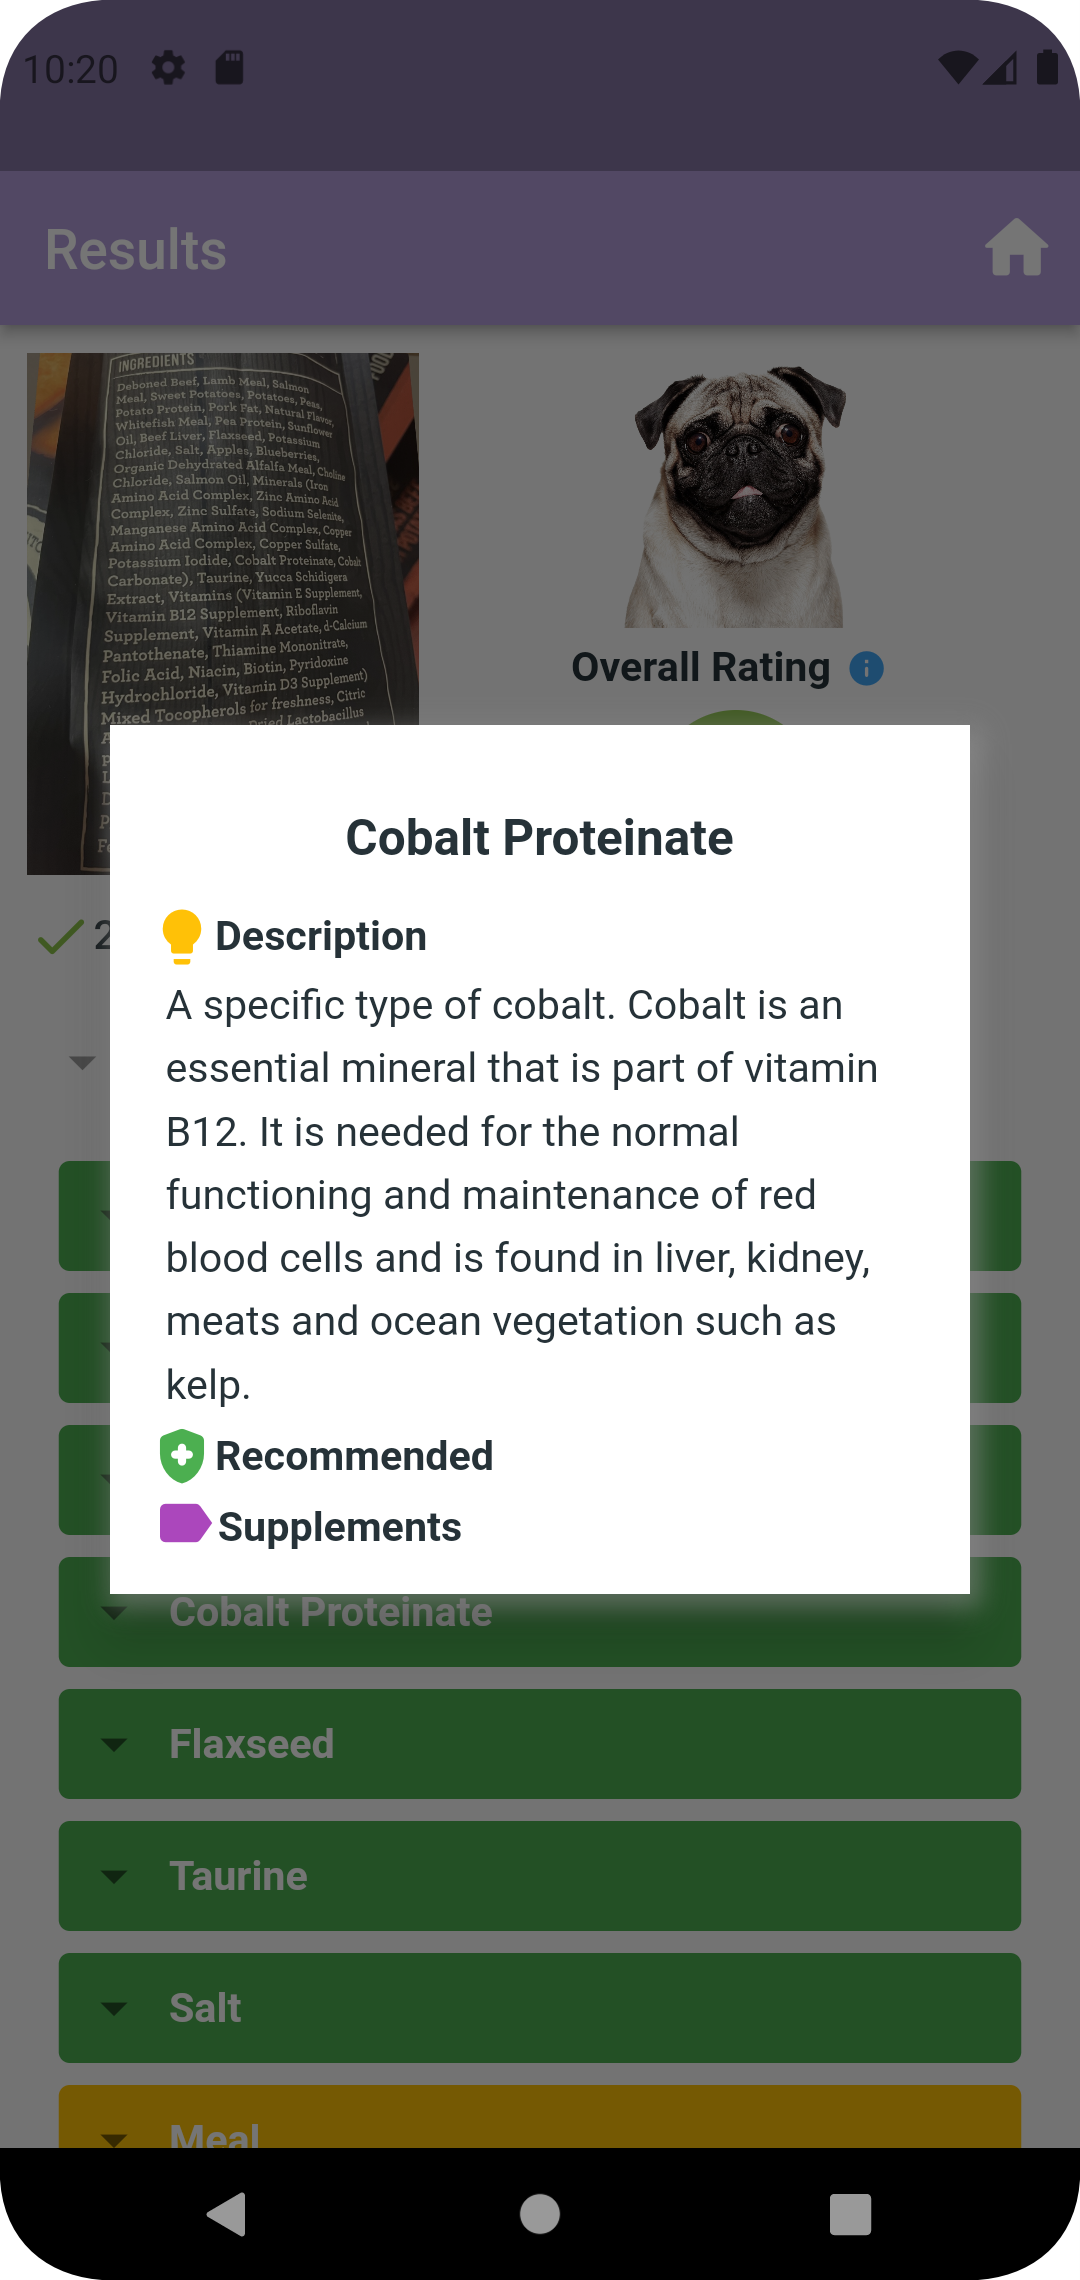 10:20
Results
INGREDIENTS
FOOD
Deboned Beef, Lamb Meal, Salmon
Meal, Sweet Potatoes, Potatoes, Peas,
Potato Protein, Pork Fat, Natural Flavor,
Whitefish Meal, Pea Protein, Sunflower
Oil, Beef Liver, Flaxseed, Potassium
Chloride, Salt, Apples, Blueberries,
Organic Dehydrated Alfalfa Meal, Choline
Chloride, Salmon Oil, Minerals (Iron
Amino Acid Complex, Zinc Amino Acid
Complex, Zinc Sulfate, Sodium Selenite,
Manganese Amino Acid Complex, Copper
Amino Acid Complex, Copper Sulfate,
Potassium Iodide, Cobalt Proteinate, Cobalt
Carbonate), Taurine, Yucca Schidigera
Extract, Vitamins (Vitamin E Supplement,
Vitamin B12 Supplement, Riboflavin
Supplement, Vitamin A Acetate, d-Calcium
Pantothenate, Thiamine Mononitrate,
Folic Acid, Niacin, Biotin, Pyridoxine
Hydrochloride, Vitamin D3 Supplement)
Mixed Tocopherols for freshness, Citric
Dried Lactobacillus
Overall Rating
2
Cobalt Proteinate
Description
A specific type of cobalt. Cobalt is an
essential mineral that is part of vitamin
B12. It is needed for the normal
functioning and maintenance of red
blood cells and is found in liver, kidney,
meats and ocean vegetation such as
kelp.
Recommended
Supplements
Cobalt Proteinate
Flaxseed
Taurine
Salt
Meal